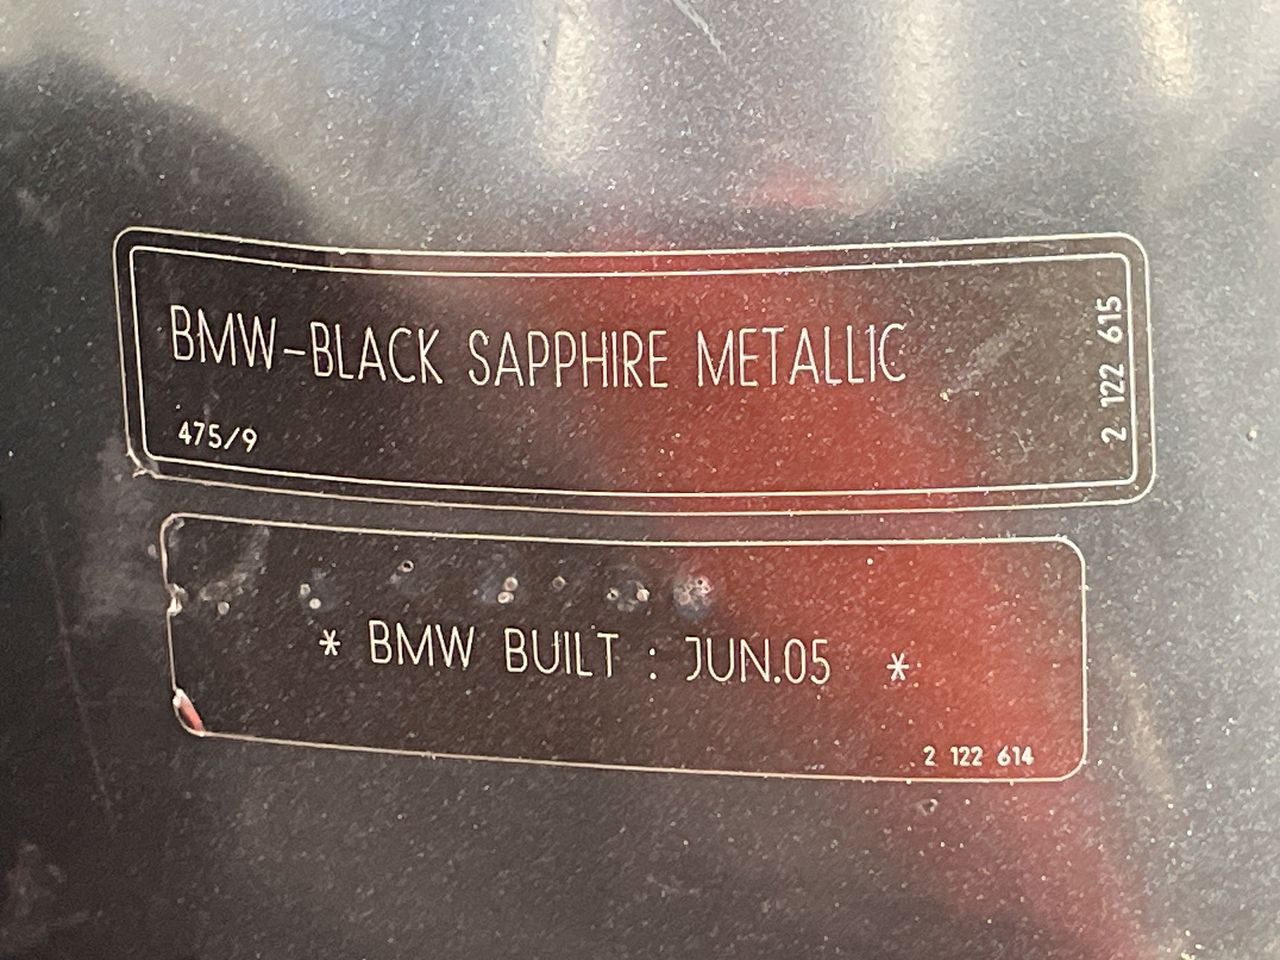 BMW-BLACK SAPPHIRE METALLIC
475/9
2 122 615
* BMW BUILT : JUN.05 *
2 122 614